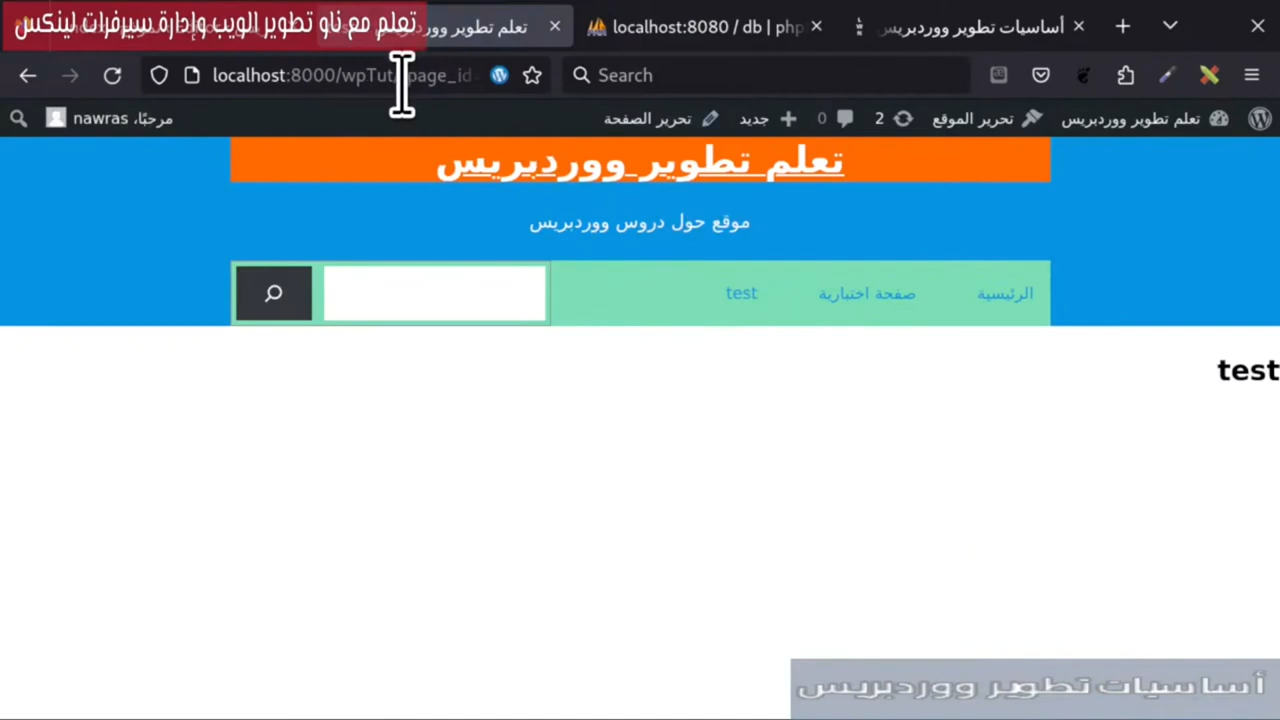 تعلم مع ناو تطوير الويب وإدارة سيرفرات لينكس
تعلم تطوير ووردبريس
localhost:8080 / db | php
أساسيات تطوير ووردبريس
localhost:8000/wpTut/?page_id=
Search
مرحبًا، nawras
تحرير الصفحة
جديد
0
2
تحرير الموقع
تعلم تطوير ووردبريس
تعلم تطوير ووردبريس
موقع حول دروس ووردبريس
الرئيسية
صفحة اختبارية
test
test
أساسيات تطوير ووردبريس